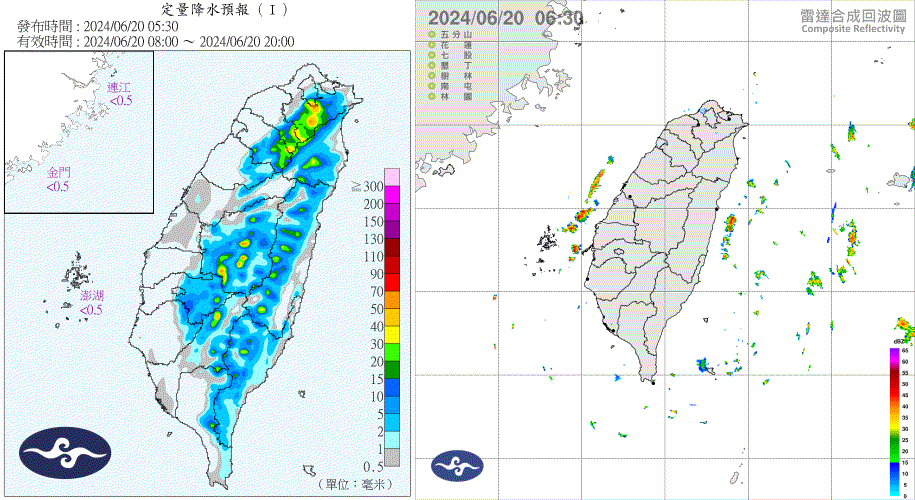 定量降水預報 ( I )
發布時間 : 2024/06/20 05:30
有效時間 : 2024/06/20 08:00 ~ 2024/06/20 20:00
連江
<0.5
金門
<0.5
澎湖
<0.5
≧
300
200
150
130
110
90
70
50
40
30
20
15
10
5
2
1
0.5
(單位：毫米)
2024/06/20 06:30
雷達合成回波圖
Composite Reflectivity
五分山
花蓮
七股
墾丁
樹林
南屯
林園
dBZ
65
60
55
50
45
40
35
30
25
20
15
10
5
0